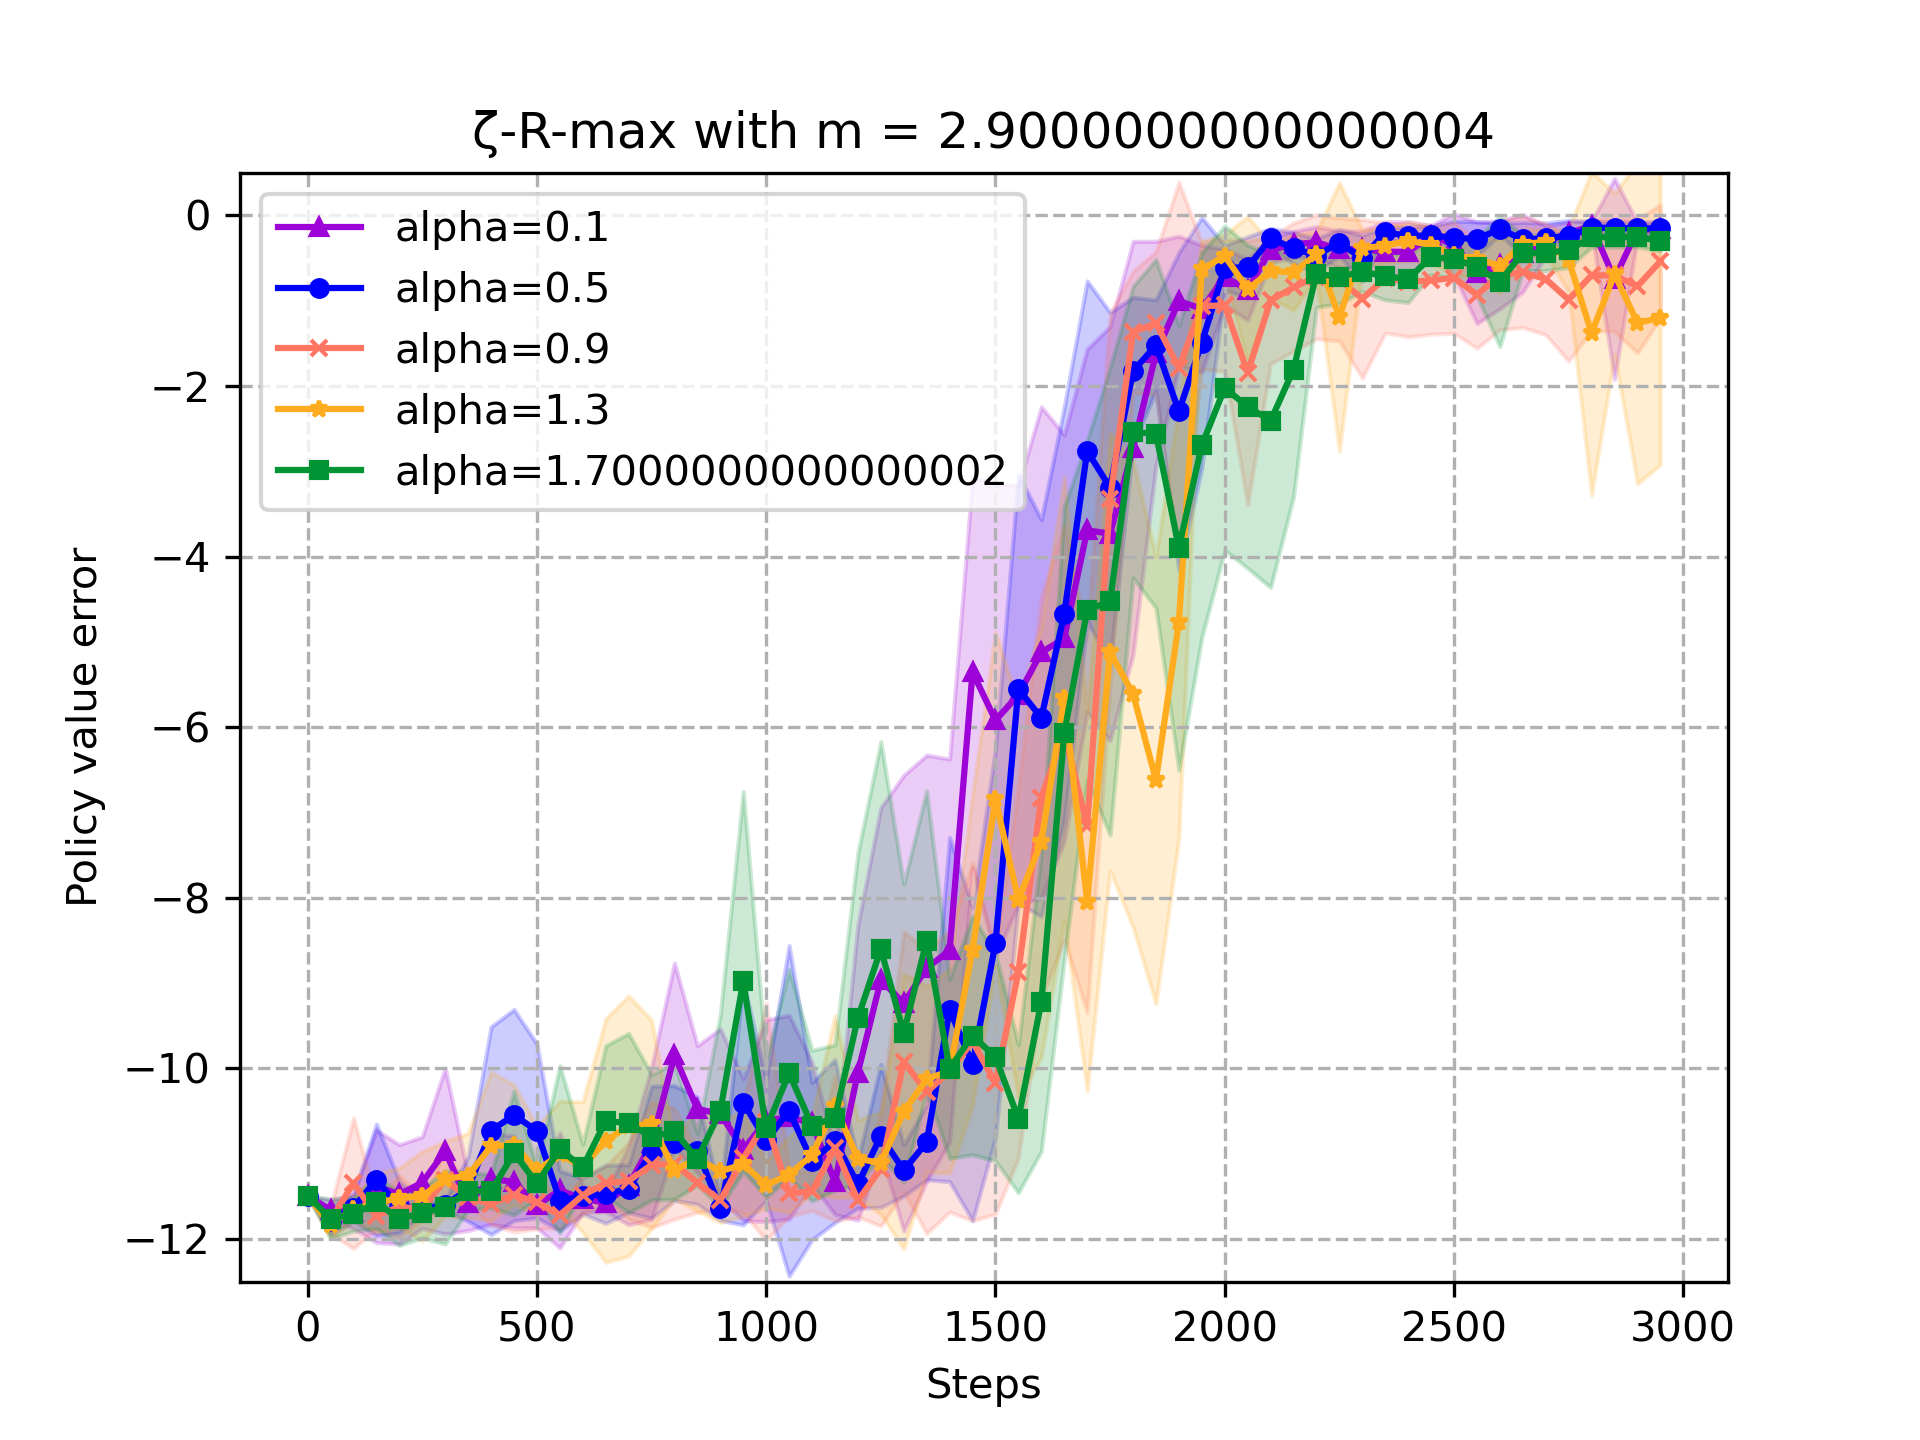 ζ-R-max with m = 2.9000000000000004
alpha=0.1
alpha=0.5
alpha=0.9
alpha=1.3
alpha=1.7000000000000002
Policy value error
0
−2
−4
−6
−8
−10
−12
0 500 1000 1500 2000 2500 3000
Steps